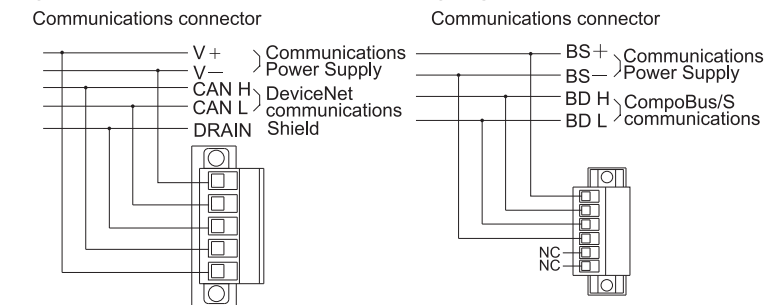 Communications connector
V+
V−
Communications
Power Supply
CAN H
CAN L
DeviceNet
communications
DRAIN
Shield
Communications connector
BS+
BS−
Communications
Power Supply
BD H
BD L
CompoBus/S
communications
NC
NC